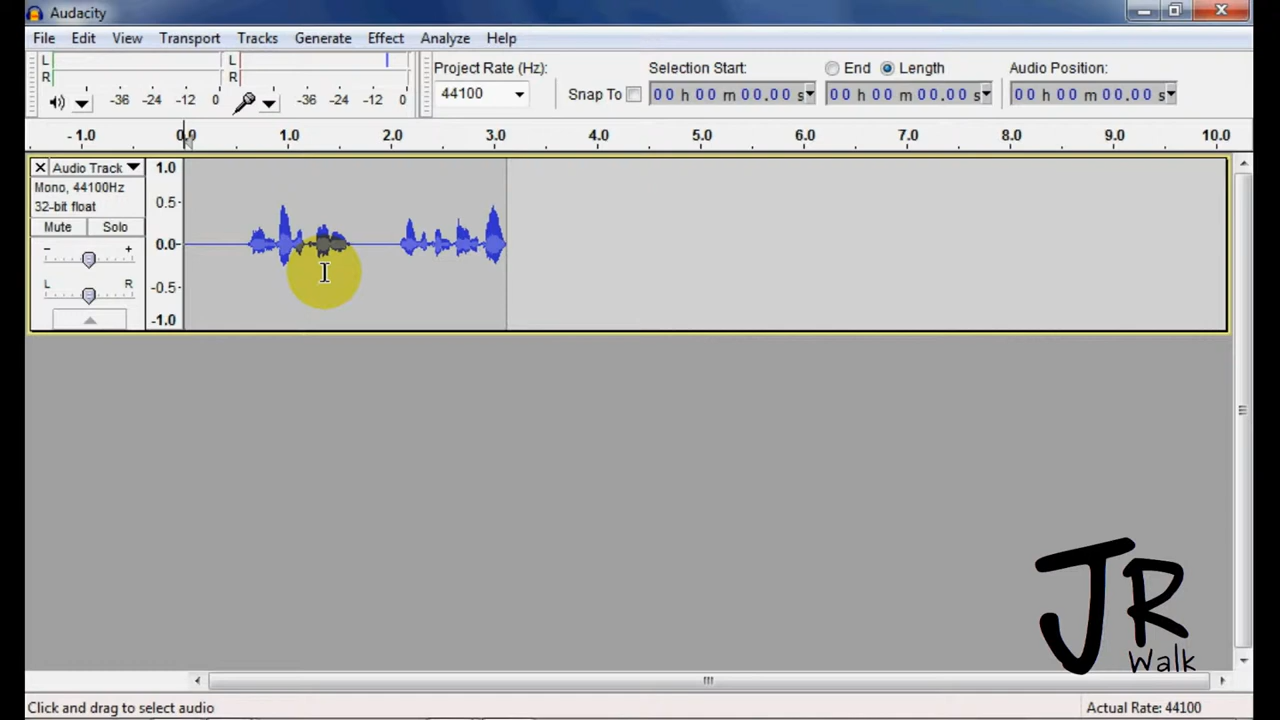 Audacity
File Edit View Transport Tracks Generate Effect Analyze Help
L L Project Rate (Hz): Selection Start: End Length Audio Position:
R R
-36 -24 -12 0 -36 -24 -12 0 44100 Snap To 00 h 00 m 00.00 s 00 h 00 m 00.00 s 00 h 00 m 00.00 s
-1.0 0.0 1.0 2.0 3.0 4.0 5.0 6.0 7.0 8.0 9.0 10.0
Audio Track 1.0
Mono, 44100Hz
32-bit float 0.5
Mute Solo
- + 0.0
L R -0.5
-1.0
JR
Walk
Click and drag to select audio Actual Rate: 44100